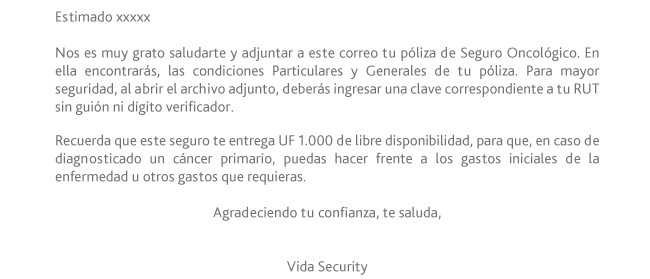 Estimado xxxxx
Nos es muy grato saludarte y adjuntar a este correo tu póliza de Seguro Oncológico. En
ella encontrarás, las condiciones Particulares y Generales de tu póliza. Para mayor
seguridad, al abrir el archivo adjunto, deberás ingresar una clave correspondiente a tu RUT
sin guión ni dígito verificador.
Recuerda que este seguro te entrega UF 1.000 de libre disponibilidad, para que, en caso de
diagnosticado un cáncer primario, puedas hacer frente a los gastos iniciales de la
enfermedad u otros gastos que requieras.
Agradeciendo tu confianza, te saluda,
Vida Security